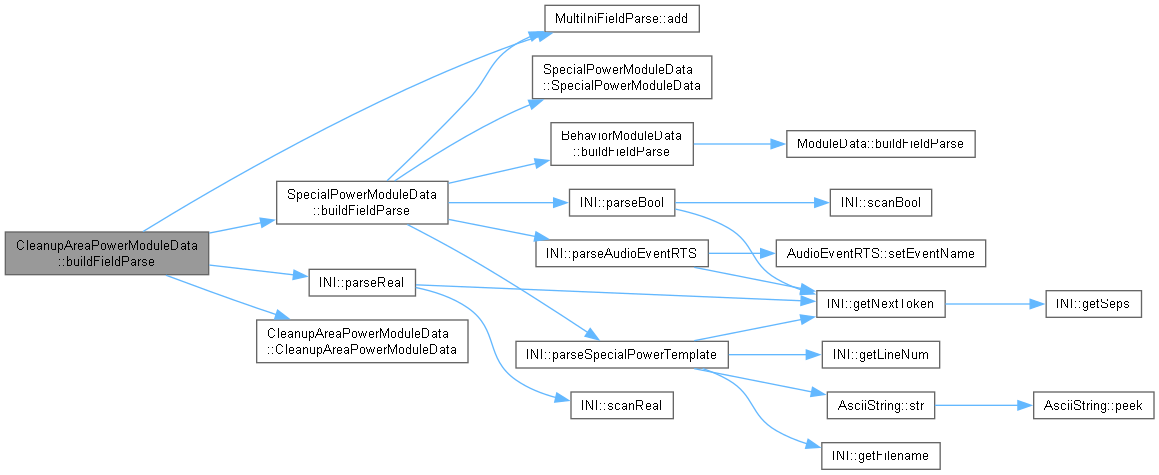 MultiIniFieldParse::add
SpecialPowerModuleData
::SpecialPowerModuleData
BehaviorModuleData
::buildFieldParse
ModuleData::buildFieldParse
SpecialPowerModuleData
::buildFieldParse
INI::parseBool
INI::scanBool
CleanupAreaPowerModuleData
::buildFieldParse
INI::parseAudioEventRTS
AudioEventRTS::setEventName
INI::parseReal
INI::getNextToken
INI::getSeps
CleanupAreaPowerModuleData
::CleanupAreaPowerModuleData
INI::parseSpecialPowerTemplate
INI::getLineNum
INI::scanReal
AsciiString::str
AsciiString::peek
INI::getFilename